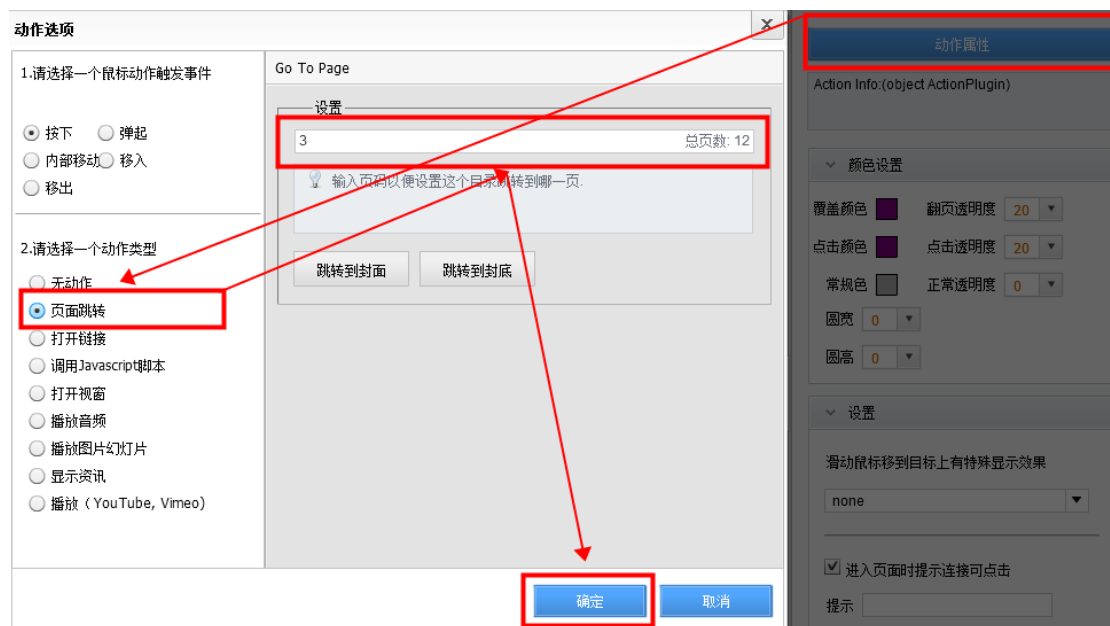 动作选项
X
1.请选择一个鼠标动作触发事件
按下 弹起
内部移动 移入
移出
2.请选择一个动作类型
无动作
页面跳转
打开链接
调用Javascript脚本
打开视窗
播放音频
播放图片幻灯片
显示资讯
播放（YouTube, Vimeo)
Go To Page
设置
3 总页数: 12
输入页码以便设置这个目录跳转到哪一页.
跳转到封面 跳转到封底
确定 取消
动作属性
Action Info:(object ActionPlugin)
颜色设置
覆盖颜色 翻页透明度 20
点击颜色 点击透明度 20
常规色 正常透明度 0
圆宽 0
圆高 0
设置
滑动鼠标移到目标上有特殊显示效果
none
进入页面时提示连接可点击
提示